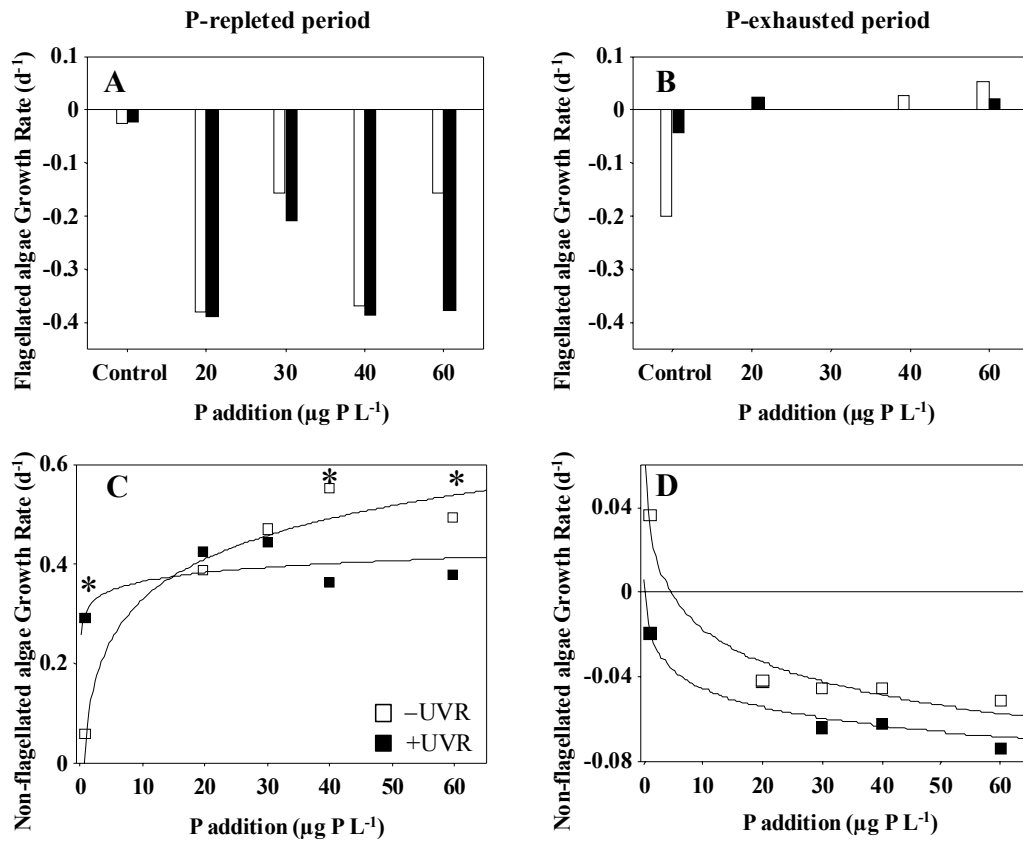 P-repleted period
P-exhausted period
Flagellated algae Growth Rate (d⁻¹)
0.1
0
-0.1
-0.2
-0.3
-0.4
A
Control 20 30 40 60
P addition (µg P L⁻¹)
Flagellated algae Growth Rate (d⁻¹)
0.1
0
-0.1
-0.2
-0.3
-0.4
B
Control 20 30 40 60
P addition (µg P L⁻¹)
Non-flagellated algae Growth Rate (d⁻¹)
0.6
0.4
0.2
0
C
*
*
*
–UVR
+UVR
0 10 20 30 40 50 60
P addition (µg P L⁻¹)
Non-flagellated algae Growth Rate (d⁻¹)
0.04
0
-0.04
-0.08
D
0 10 20 30 40 50 60
P addition (µg P L⁻¹)